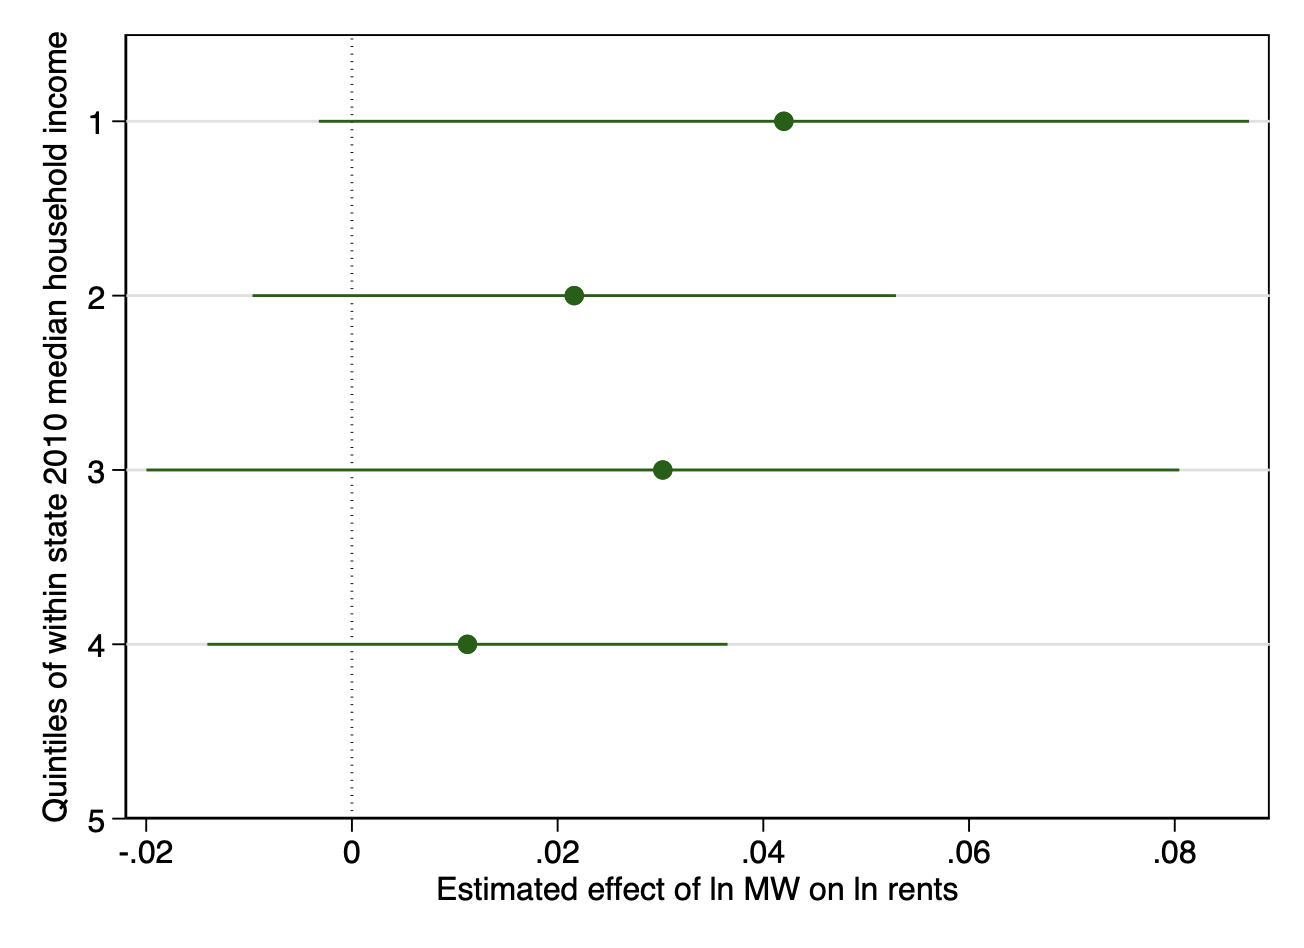 Quintiles of within state 2010 median household income
1
2
3
4
5
-.02 0 .02 .04 .06 .08
Estimated effect of ln MW on ln rents